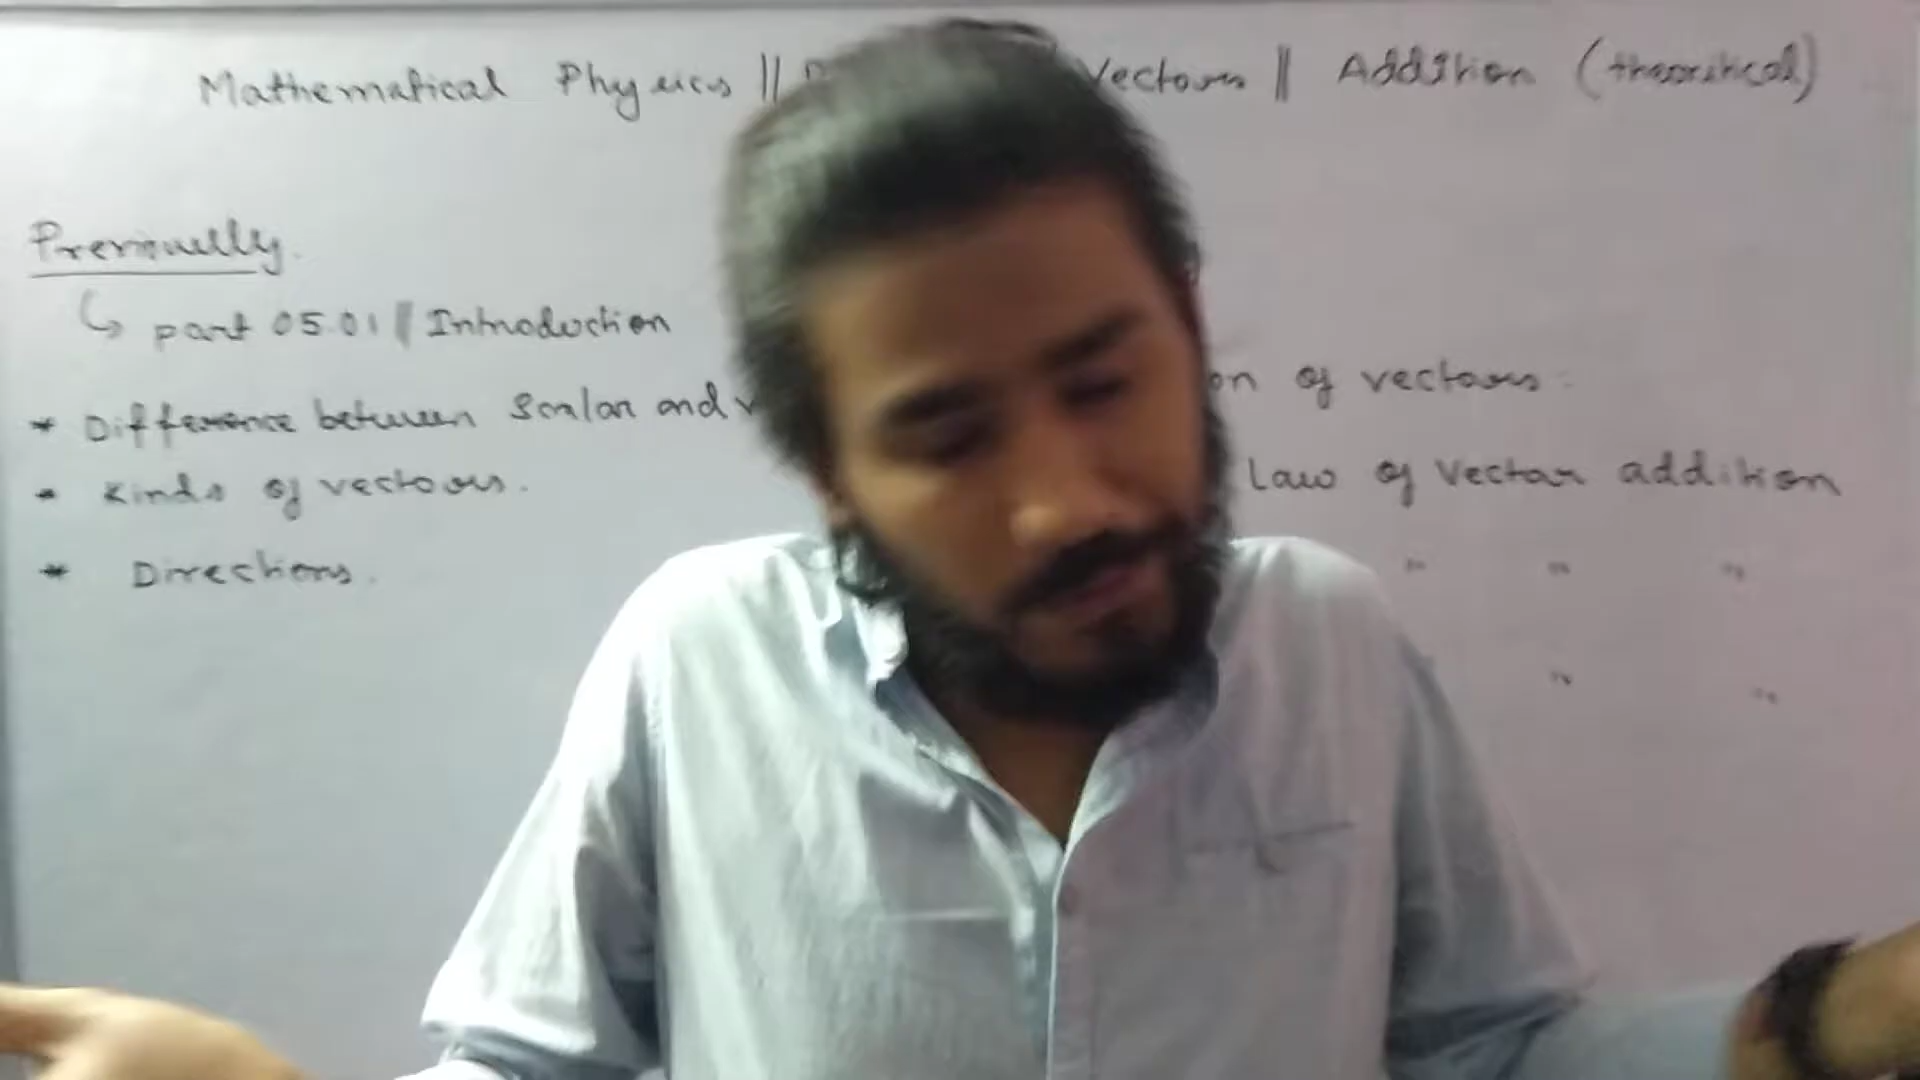 Mathematical Physics || Vectors || Addition (theoritical)
Previously.
↳ part 05.01 || Introduction
* Difference between Scalar and
* Kinds of vectors.
* Directions.
of vectors:
Law of Vector addition
" " "
" "